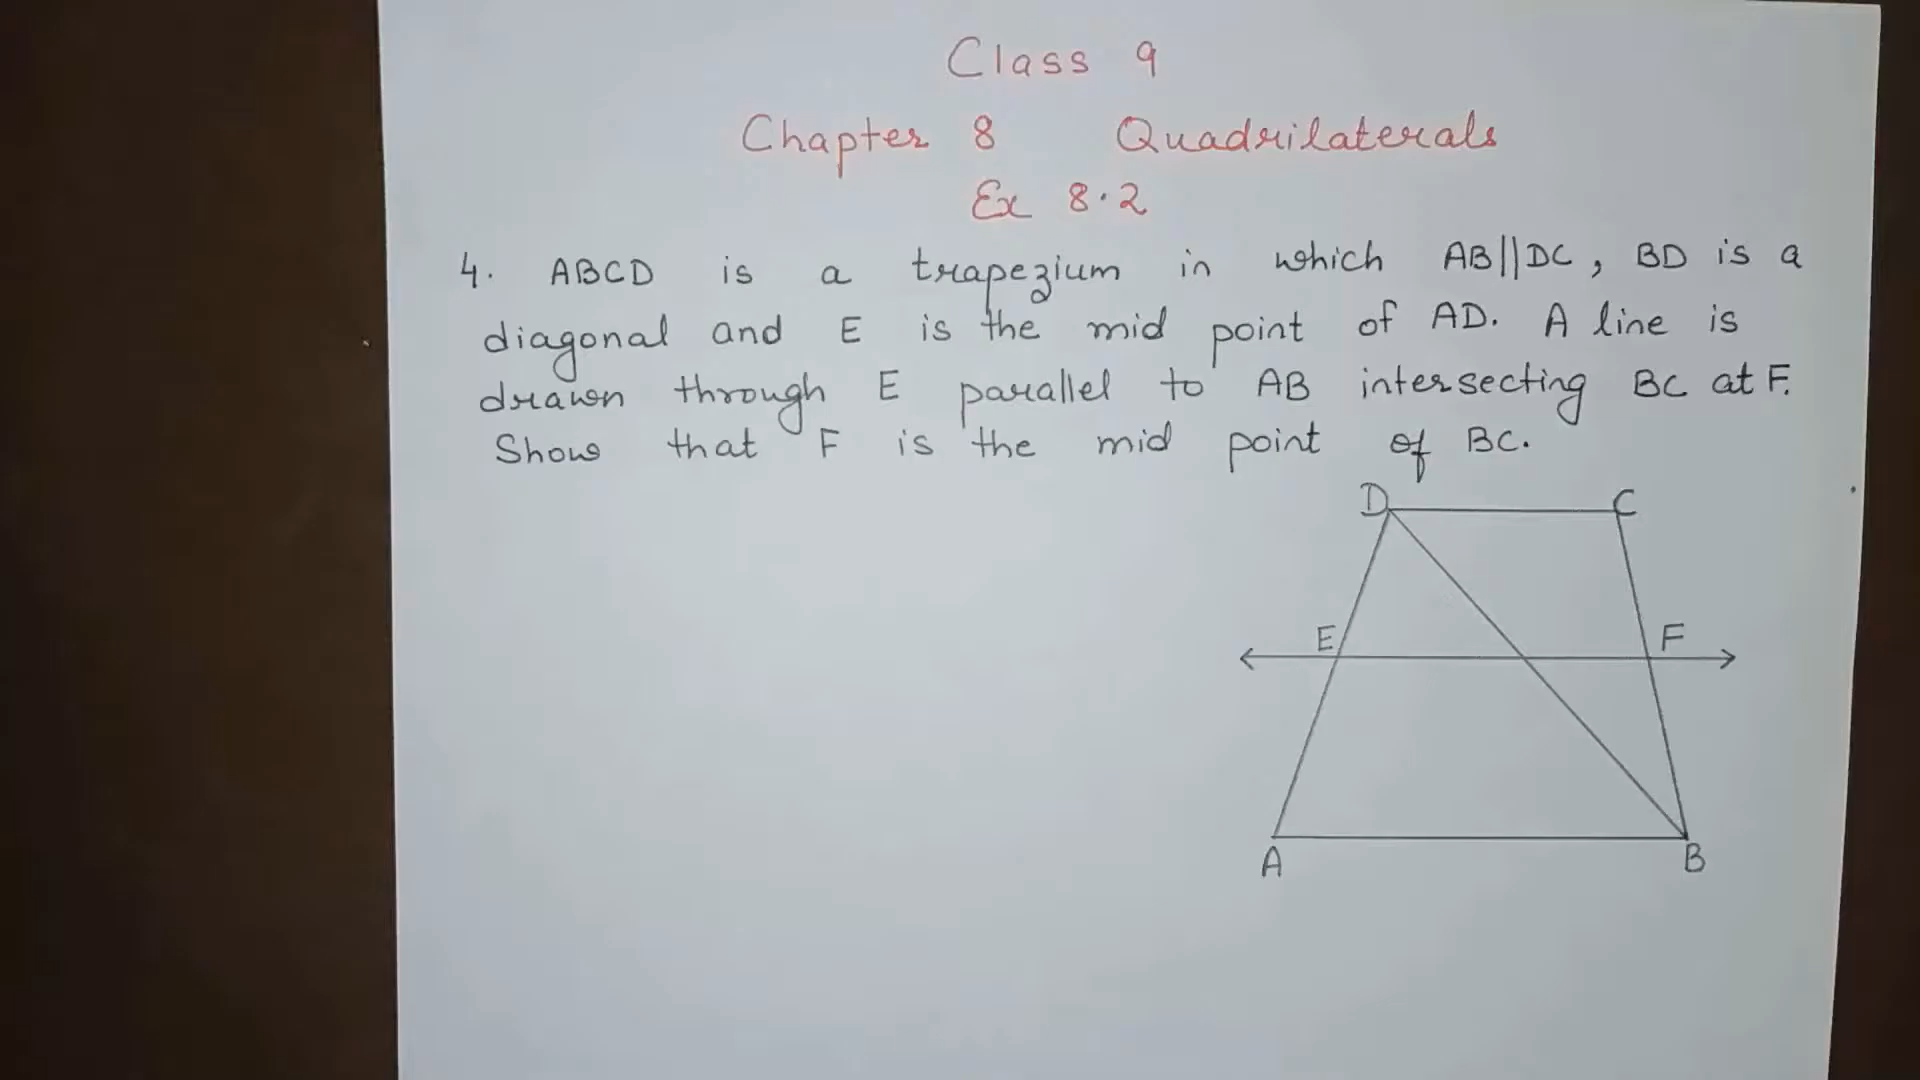 Class 9
Chapter 8 Quadrilaterals
Ex 8.2
4. ABCD is a trapezium in which AB||DC, BD is a
diagonal and E is the mid point of AD. A line is
drawn through E parallel to AB intersecting BC at F.
Show that F is the mid point of BC.
D C
E F
A B